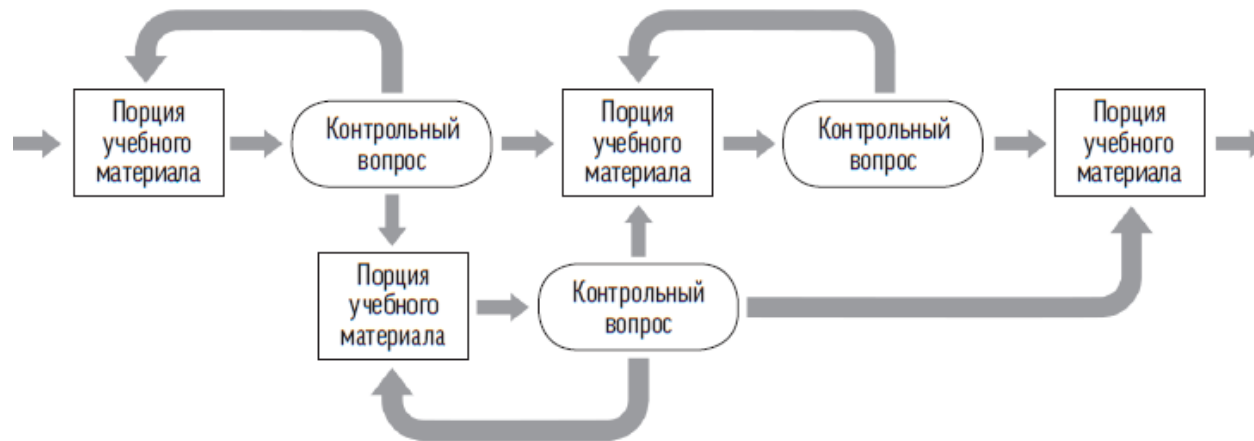 Порция
учебного
материала
Контрольный
вопрос
Порция
учебного
материала
Контрольный
вопрос
Порция
учебного
материала
Порция
учебного
материала
Контрольный
вопрос